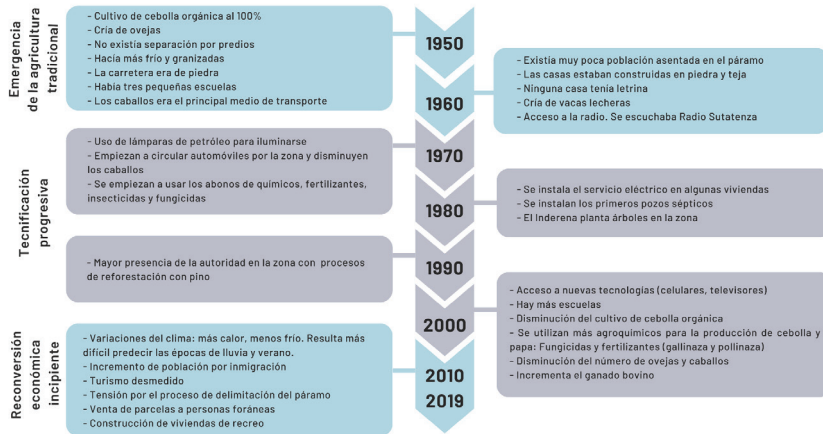 Emergencia
de la agricultura
tradicional
- Cultivo de cebolla orgánica al 100%
- Cría de ovejas
- No existía separación por predios
- Hacía más frío y granizadas
- La carretera era de piedra
- Había tres pequeñas escuelas
- Los caballos era el principal medio de transporte
1950
1960
- Existía muy poca población asentada en el páramo
- Las casas estaban construidas en piedra y teja
- Ninguna casa tenía letrina
- Cría de vacas lecheras
- Acceso a la radio. Se escuchaba Radio Sutatenza
Tecnificación
progresiva
- Uso de lámparas de petróleo para iluminarse
- Empiezan a circular automóviles por la zona y disminuyen
los caballos
- Se empiezan a usar los abonos de químicos, fertilizantes,
insecticidas y fungicidas
1970
1980
- Se instala el servicio eléctrico en algunas viviendas
- Se instalan los primeros pozos sépticos
- El Inderena planta árboles en la zona
- Mayor presencia de la autoridad en la zona con procesos
de reforestación con pino
1990
2000
- Acceso a nuevas tecnologías (celulares, televisores)
- Hay más escuelas
- Disminución del cultivo de cebolla orgánica
- Se utilizan más agroquímicos para la producción de cebolla y
papa: Fungicidas y fertilizantes (gallinaza y pollinaza)
- Disminución del número de ovejas y caballos
- Incrementa el ganado bovino
Reconversión
económica
incipiente
- Variaciones del clima: más calor, menos frío. Resulta más
difícil predecir las épocas de lluvia y verano.
- Incremento de población por inmigración
- Turismo desmedido
- Tensión por el proceso de delimitación del páramo
- Venta de parcelas a personas foráneas
- Construcción de viviendas de recreo
2010
2019